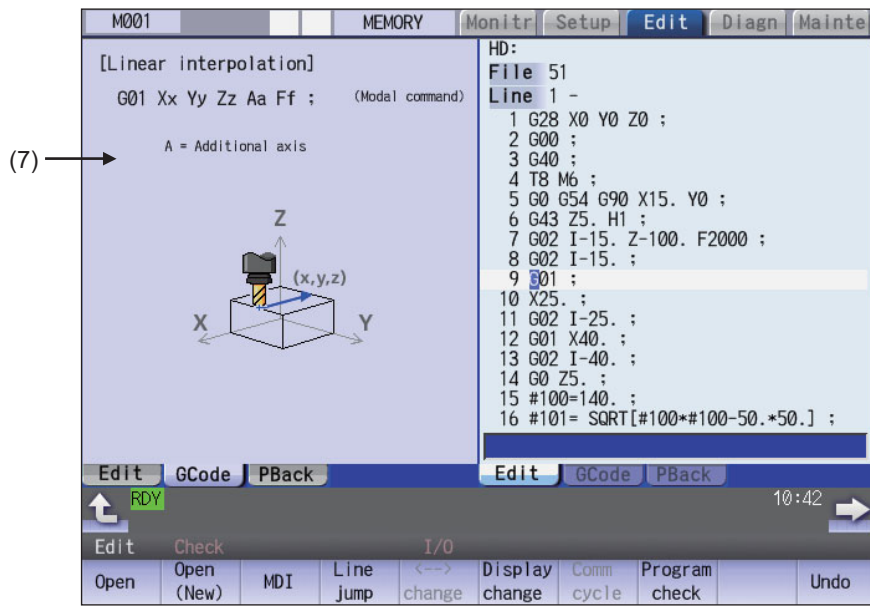 M001 MEMORY Monitr Setup Edit Diagn Mainte
[Linear interpolation]
G01 Xx Yy Zz Aa Ff ; (Modal command)
A = Additional axis
(7)
Z
(x,y,z)
X Y
HD:
File 51
Line 1 -
1 G28 X0 Y0 Z0 ;
2 G00 ;
3 G40 ;
4 T8 M6 ;
5 G0 G54 G90 X15. Y0 ;
6 G43 Z5. H1 ;
7 G02 I-15. Z-100. F2000 ;
8 G02 I-15. ;
9 G01 ;
10 X25. ;
11 G02 I-25. ;
12 G01 X40. ;
13 G02 I-40. ;
14 G0 Z5. ;
15 #100=140. ;
16 #101= SQRT[#100*#100-50.*50.] ;
Edit GCode PBack Edit GCode PBack
RDY 10:42
Edit Check I/O
Open Open (New) MDI Line jump <--> change Display change Comm cycle Program check Undo